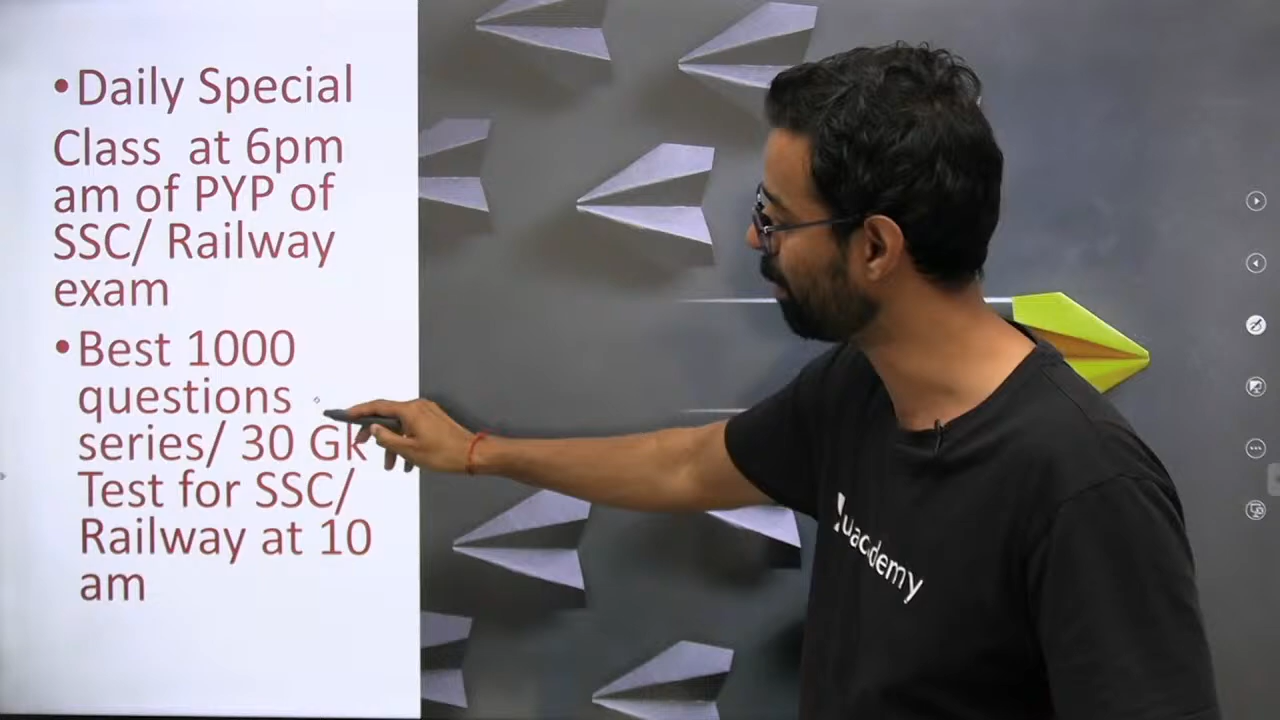 •Daily Special
Class at 6pm
am of PYP of
SSC/ Railway
exam
•Best 1000
questions
series/ 30 Gk
Test for SSC/
Railway at 10
am
unacademy